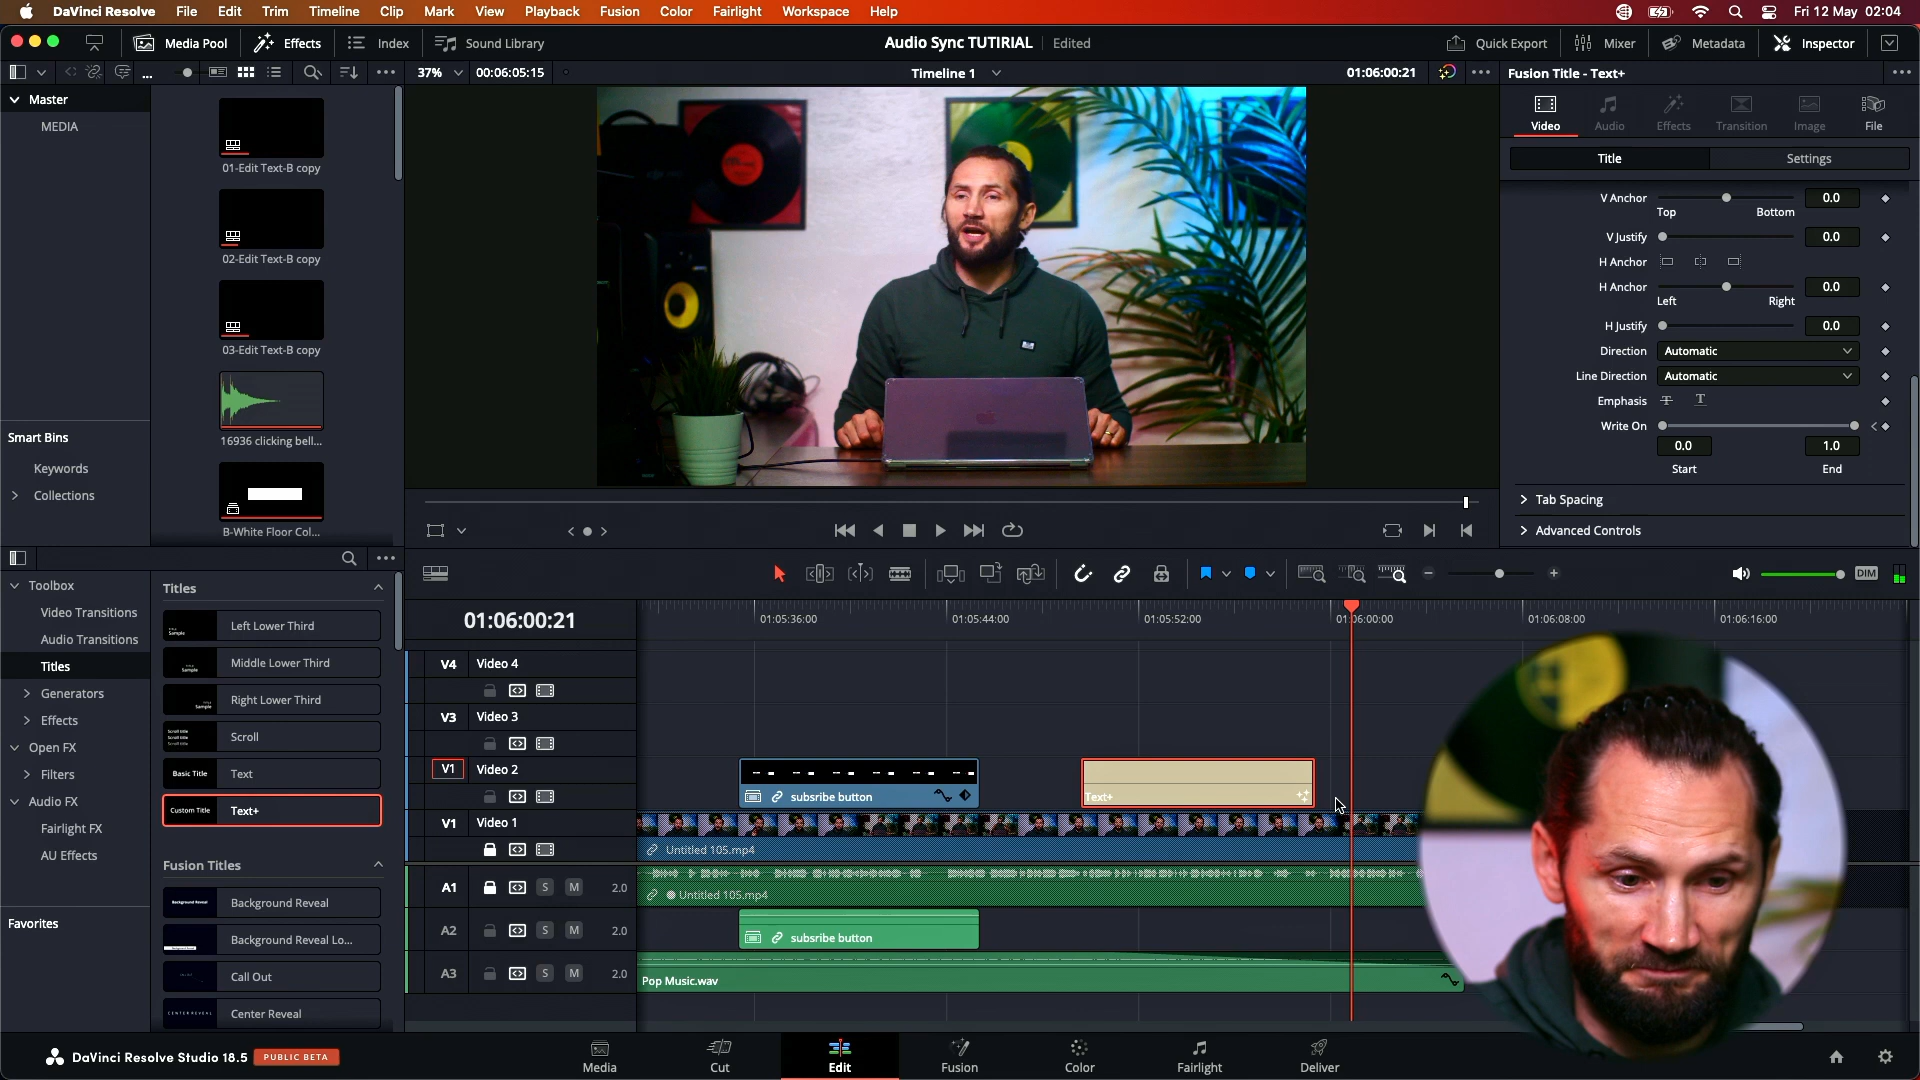 DaVinci Resolve File Edit Trim Timeline Clip Mark View Playback Fusion Color Fairlight Workspace Help Fri 12 May 02:04
Media Pool Effects Index Sound Library Audio Sync TUTIRIAL Edited Quick Export Mixer Metadata Inspector
... 37% 00:06:05:15 Timeline 1 01:06:00:21 Fusion Title - Text+
Master
MEDIA
01-Edit Text-B copy
02-Edit Text-B copy
03-Edit Text-B copy
16936 clicking bell...
B-White Floor Col...
Smart Bins
Keywords
Collections
Video Audio Effects Transition Image File
Title Settings
V Anchor 0.0
Top Bottom
V Justify 0.0
H Anchor
H Anchor 0.0
Left Right
H Justify 0.0
Direction Automatic
Line Direction Automatic
Emphasis T T
Write On
0.0 1.0
Start End
Tab Spacing
Advanced Controls
Toolbox
Video Transitions
Audio Transitions
Titles
Generators
Effects
Open FX
Filters
Audio FX
Fairlight FX
AU Effects
Favorites
Titles
Left Lower Third
Middle Lower Third
Right Lower Third
Scroll
Basic Title Text
Custom Title Text+
Fusion Titles
Background Reveal Background Reveal
Background Reveal Lo...
Call Out
CENTER REVEAL Center Reveal
DIM
01:06:00:21
01:05:36:00 01:05:44:00 01:05:52:00 01:06:00:00 01:06:08:00 01:06:16:00
V4 Video 4
V3 Video 3
V1 Video 2
subsribe button
Text+
V1 Video 1
Untitled 105.mp4
A1 S M 2.0
Untitled 105.mp4
A2 S M 2.0
subsribe button
A3 S M 2.0
Pop Music.wav
DaVinci Resolve Studio 18.5 PUBLIC BETA
Media Cut Edit Fusion Color Fairlight Deliver